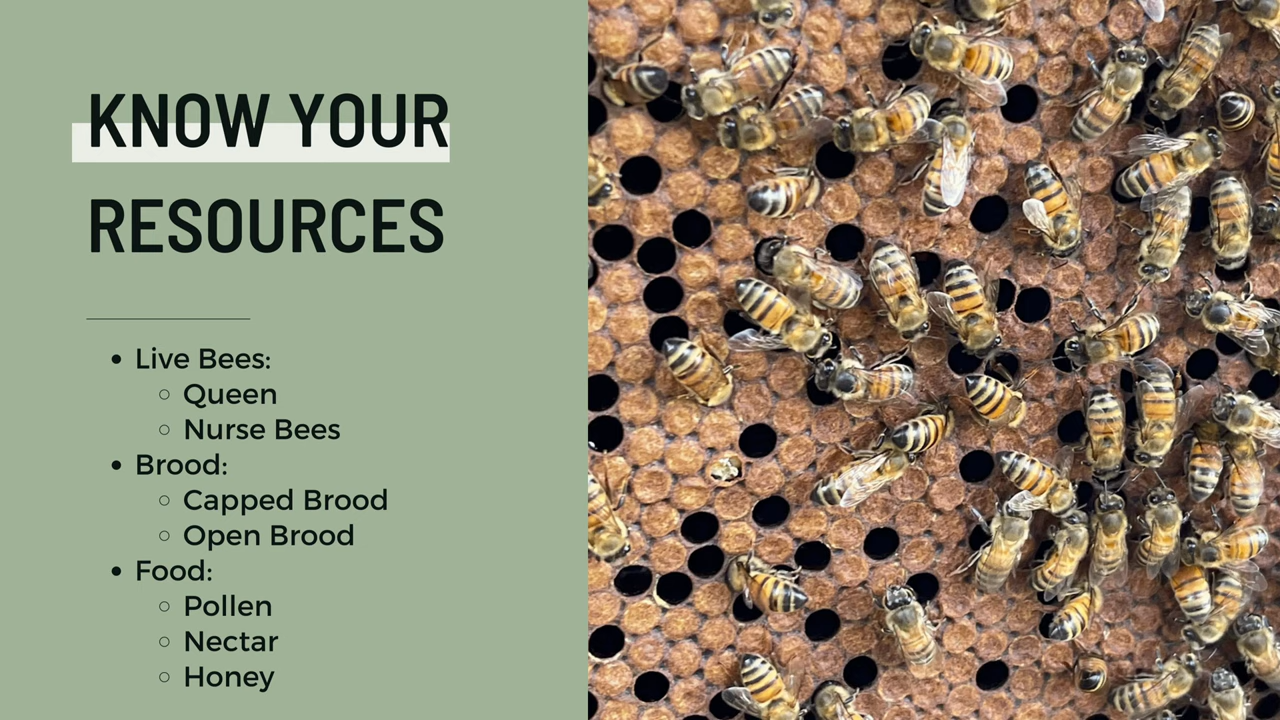 KNOW YOUR
RESOURCES
• Live Bees:
○ Queen
○ Nurse Bees
• Brood:
○ Capped Brood
○ Open Brood
• Food:
○ Pollen
○ Nectar
○ Honey